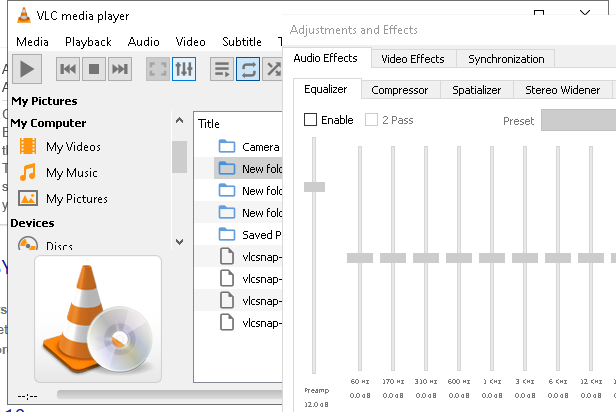 VLC media player
Media Playback Audio Video Subtitle
Adjustments and Effects
Audio Effects Video Effects Synchronization
Equalizer Compressor Spatializer Stereo Widener
Enable 2 Pass Preset
My Pictures
My Computer
My Videos
My Music
My Pictures
Devices
Discs
Title
Camera
New fold
New fold
New fold
Saved P
vlcsnap-
vlcsnap-
vlcsnap-
vlcsnap-
Preamp
12.0 dB
60 Hz 170 Hz 310 Hz 600 Hz 1 KHz 3 KHz 6 KHz 12 KHz
0.0 dB 0.0 dB 0.0 dB 0.0 dB 0.0 dB 0.0 dB 0.0 dB 0.0 dB
--:--